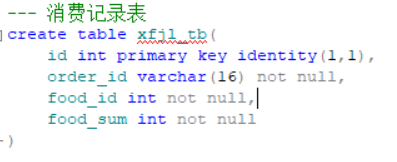 --- 消费记录表
create table xfjl_tb(
id int primary key identity(1,1),
order_id varchar(16) not null,
food_id int not null,
food_sum int not null
)